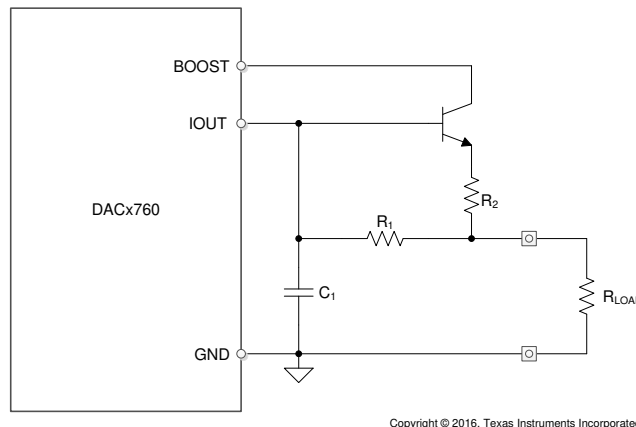 BOOST
IOUT
DACx760
R2
R1
C1
RLOA
GND
Copyright © 2016, Texas Instruments Incorporate